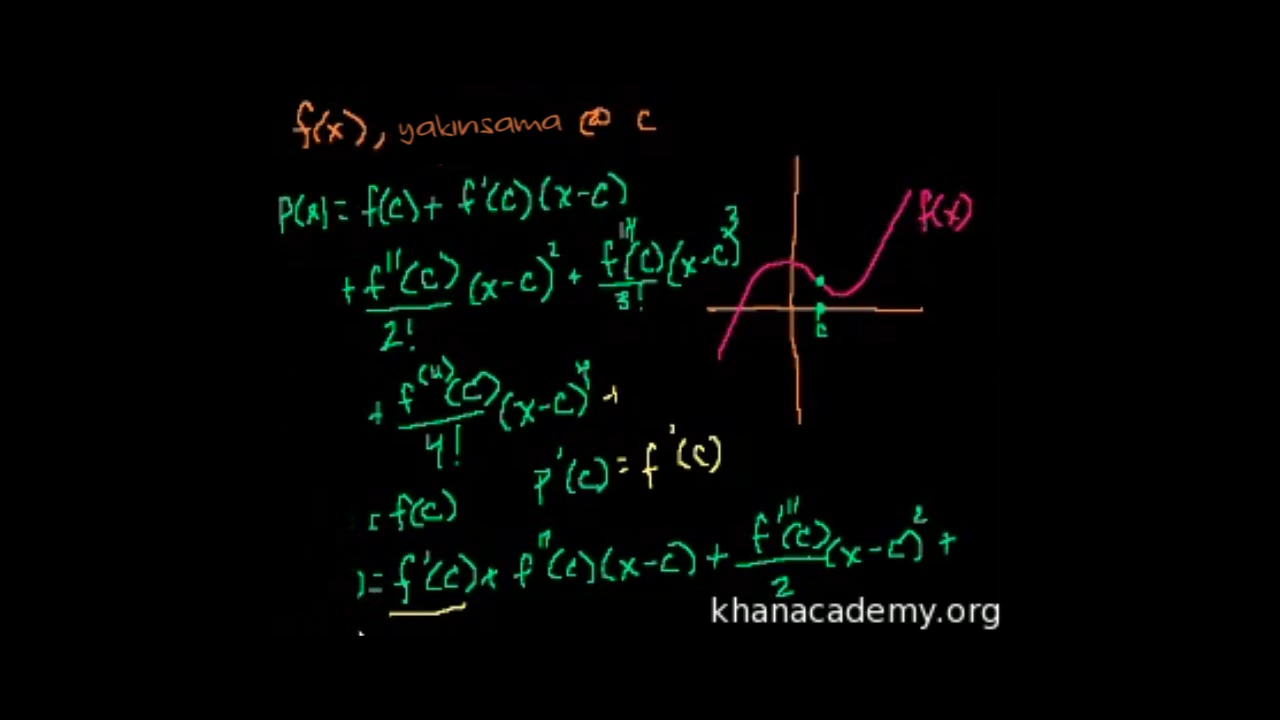 f(x), yakınsama @ c
P(x) = f(c) + f'(c)(x-c)
+ f''(c)/2! (x-c)² + f'''(c)/3! (x-c)³
+ f⁽⁴⁾(c)/4! (x-c)⁴ +
P'(c) = f'(c)
= f(c)
) = f'(c) + f''(c)(x-c) + f'''(c)/2 (x-c)² +
f(x)
c
khanacademy.org